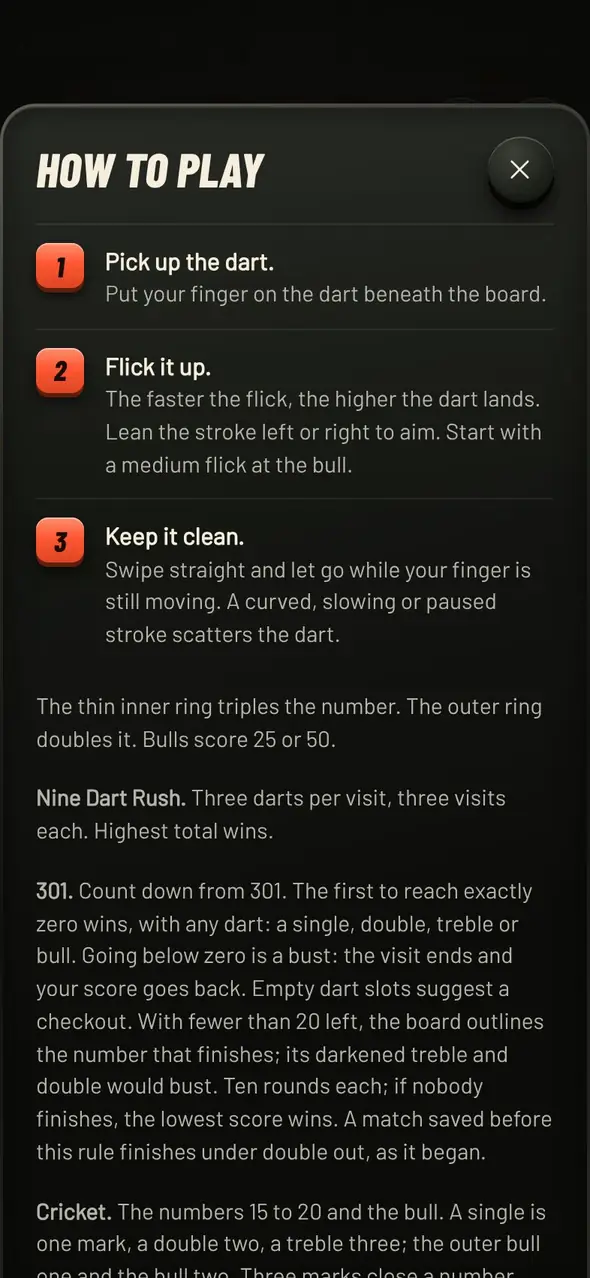 HOW TO PLAY
1
Pick up the dart.
Put your finger on the dart beneath the board.
2
Flick it up.
The faster the flick, the higher the dart lands.
Lean the stroke left or right to aim. Start with
a medium flick at the bull.
3
Keep it clean.
Swipe straight and let go while your finger is
still moving. A curved, slowing or paused
stroke scatters the dart.
The thin inner ring triples the number. The outer ring
doubles it. Bulls score 25 or 50.
Nine Dart Rush. Three darts per visit, three visits
each. Highest total wins.
301. Count down from 301. The first to reach exactly
zero wins, with any dart: a single, double, treble or
bull. Going below zero is a bust: the visit ends and
your score goes back. Empty dart slots suggest a
checkout. With fewer than 20 left, the board outlines
the number that finishes; its darkened treble and
double would bust. Ten rounds each; if nobody
finishes, the lowest score wins. A match saved before
this rule finishes under double out, as it began.
Cricket. The numbers 15 to 20 and the bull. A single is
one mark, a double two, a treble three; the outer bull
one and the bull two. Three marks close a number